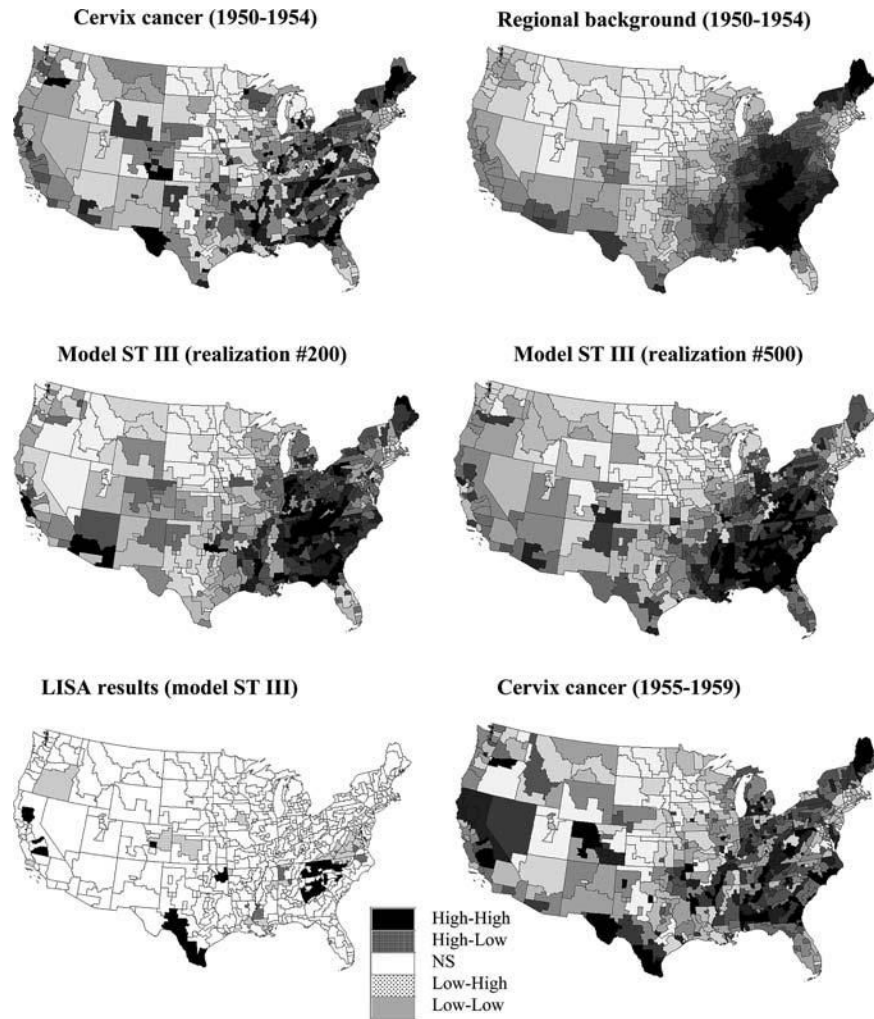 Cervix cancer (1950-1954)
Regional background (1950-1954)
Model ST III (realization #200)
Model ST III (realization #500)
LISA results (model ST III)
Cervix cancer (1955-1959)
High-High
High-Low
NS
Low-High
Low-Low